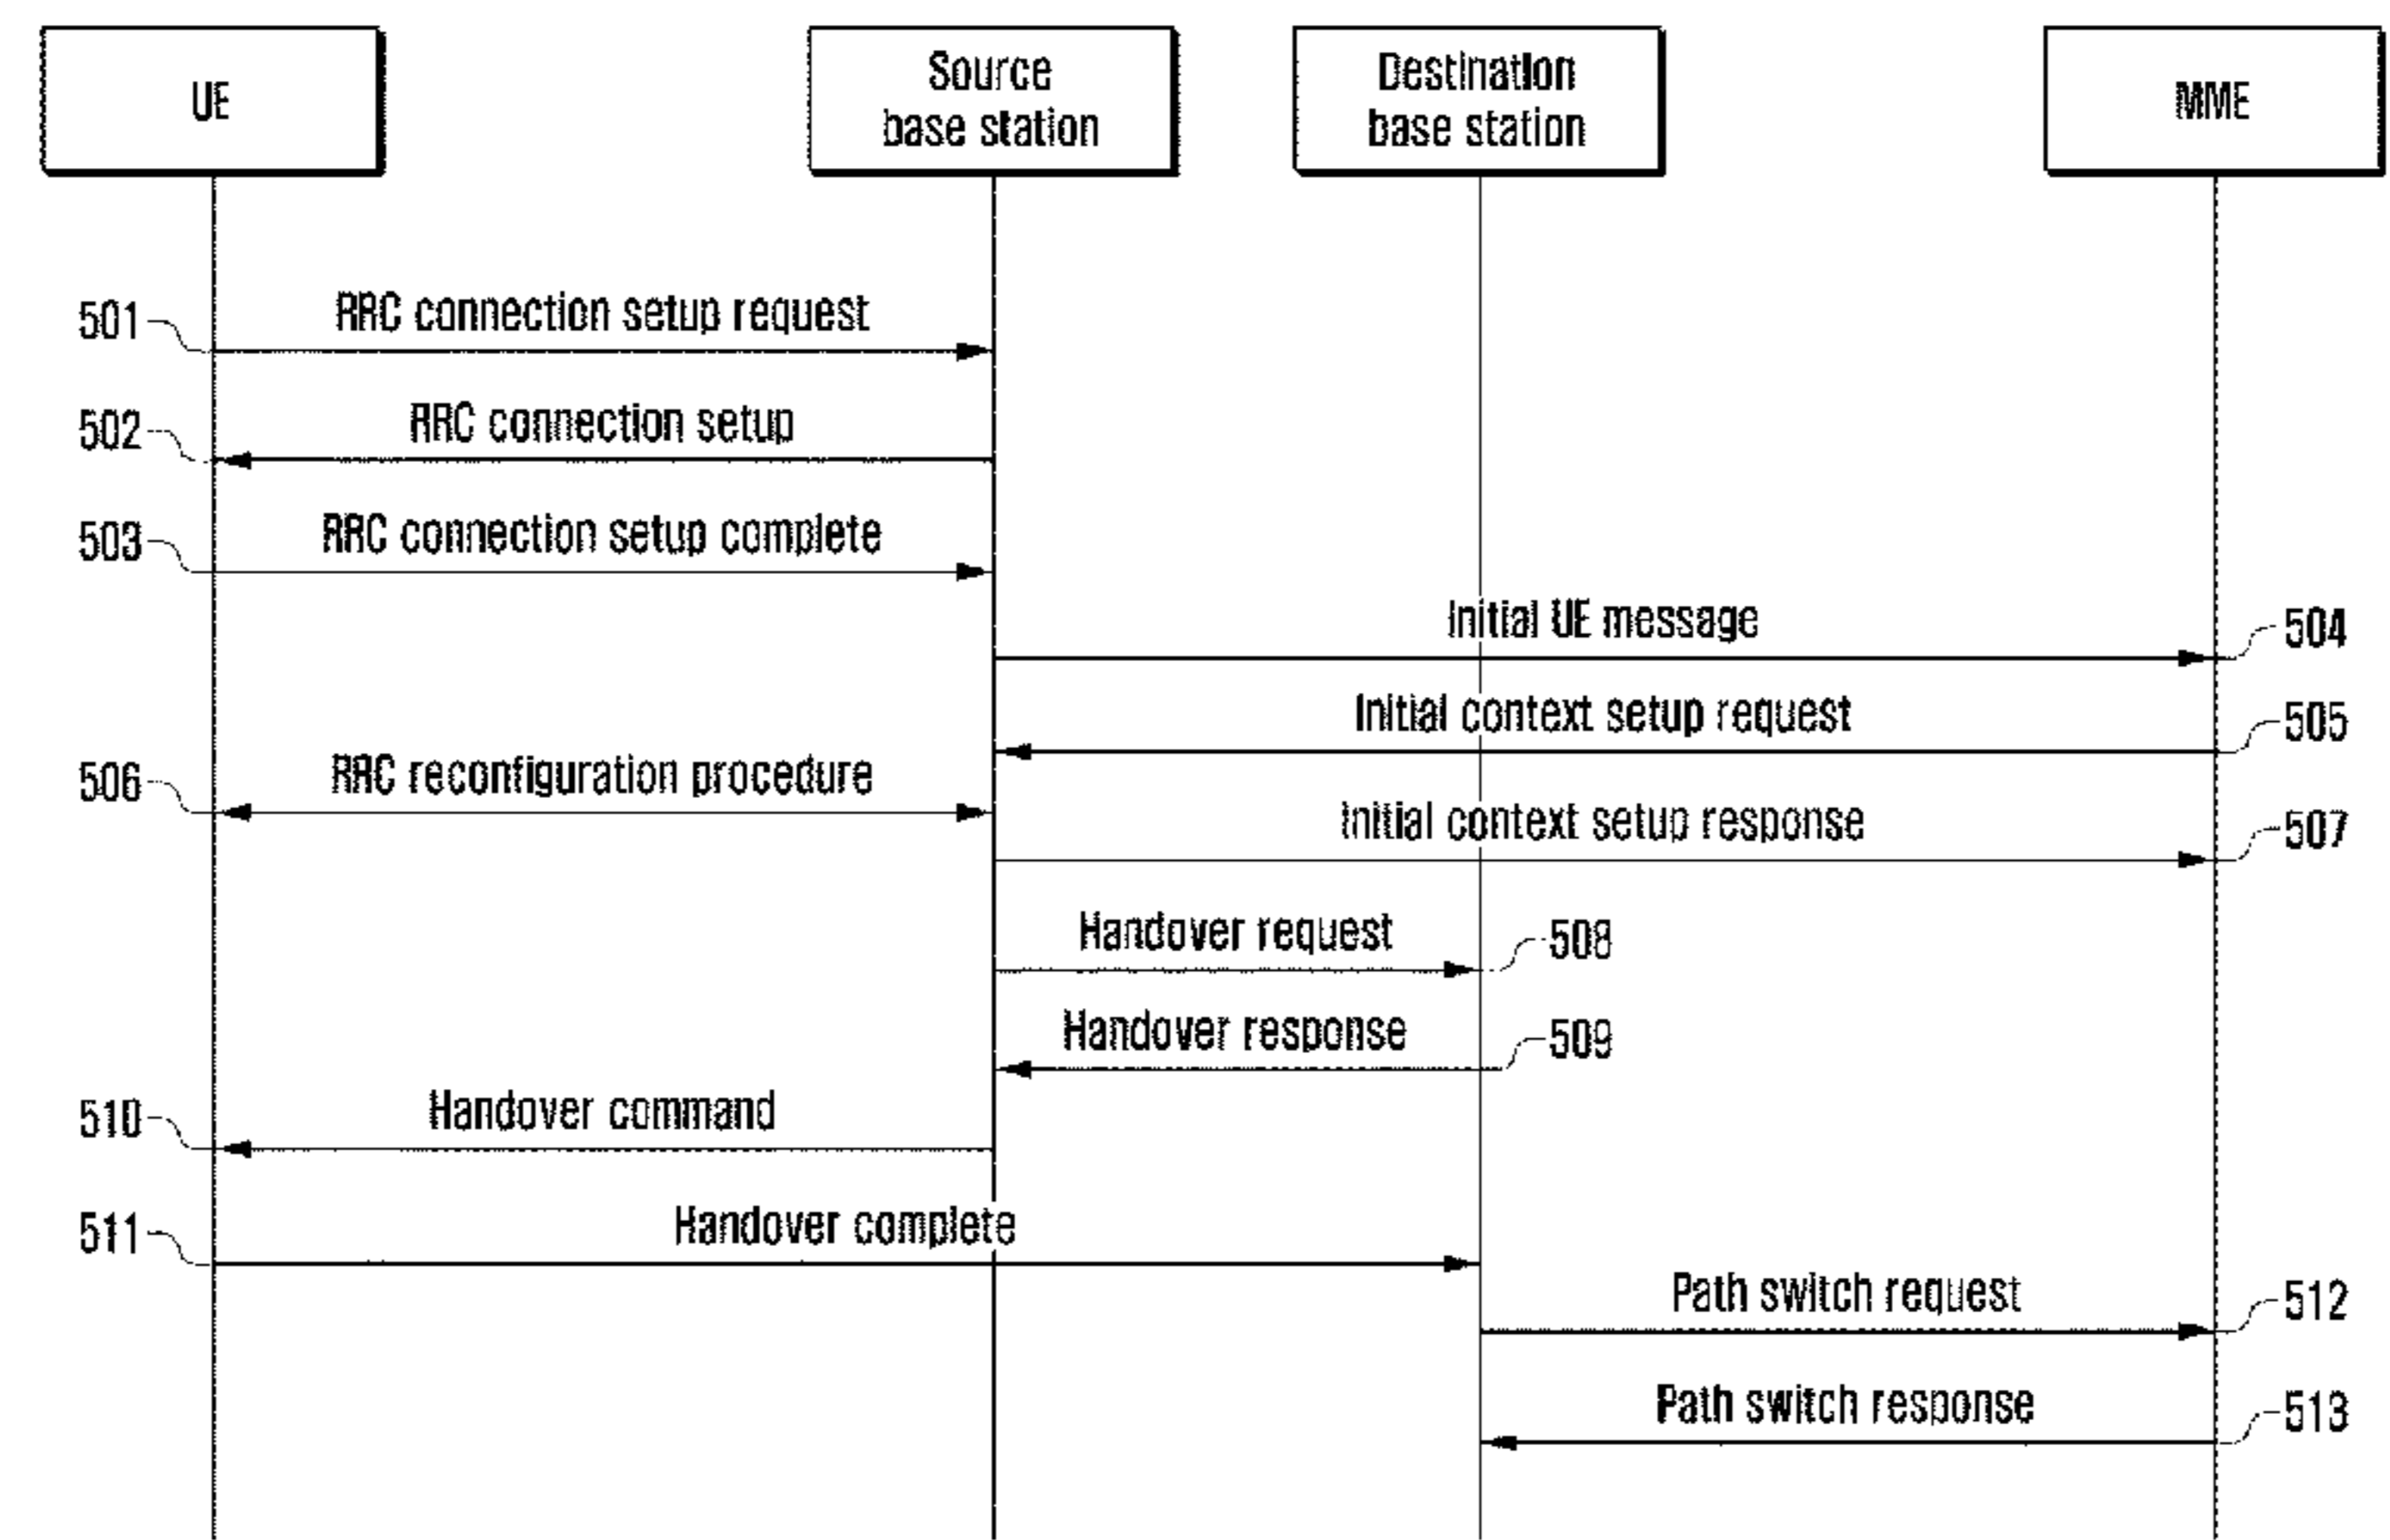 UE
Source
base station
Destination
base station
MME
501
RRC connection setup request
502
RRC connection setup
503
RRC connection setup complete
Initial UE message
504
Initial context setup request
505
506
RRC reconfiguration procedure
Initial context setup response
507
Handover request
508
Handover response
509
510
Handover command
511
Handover complete
Path switch request
512
Path switch response
513